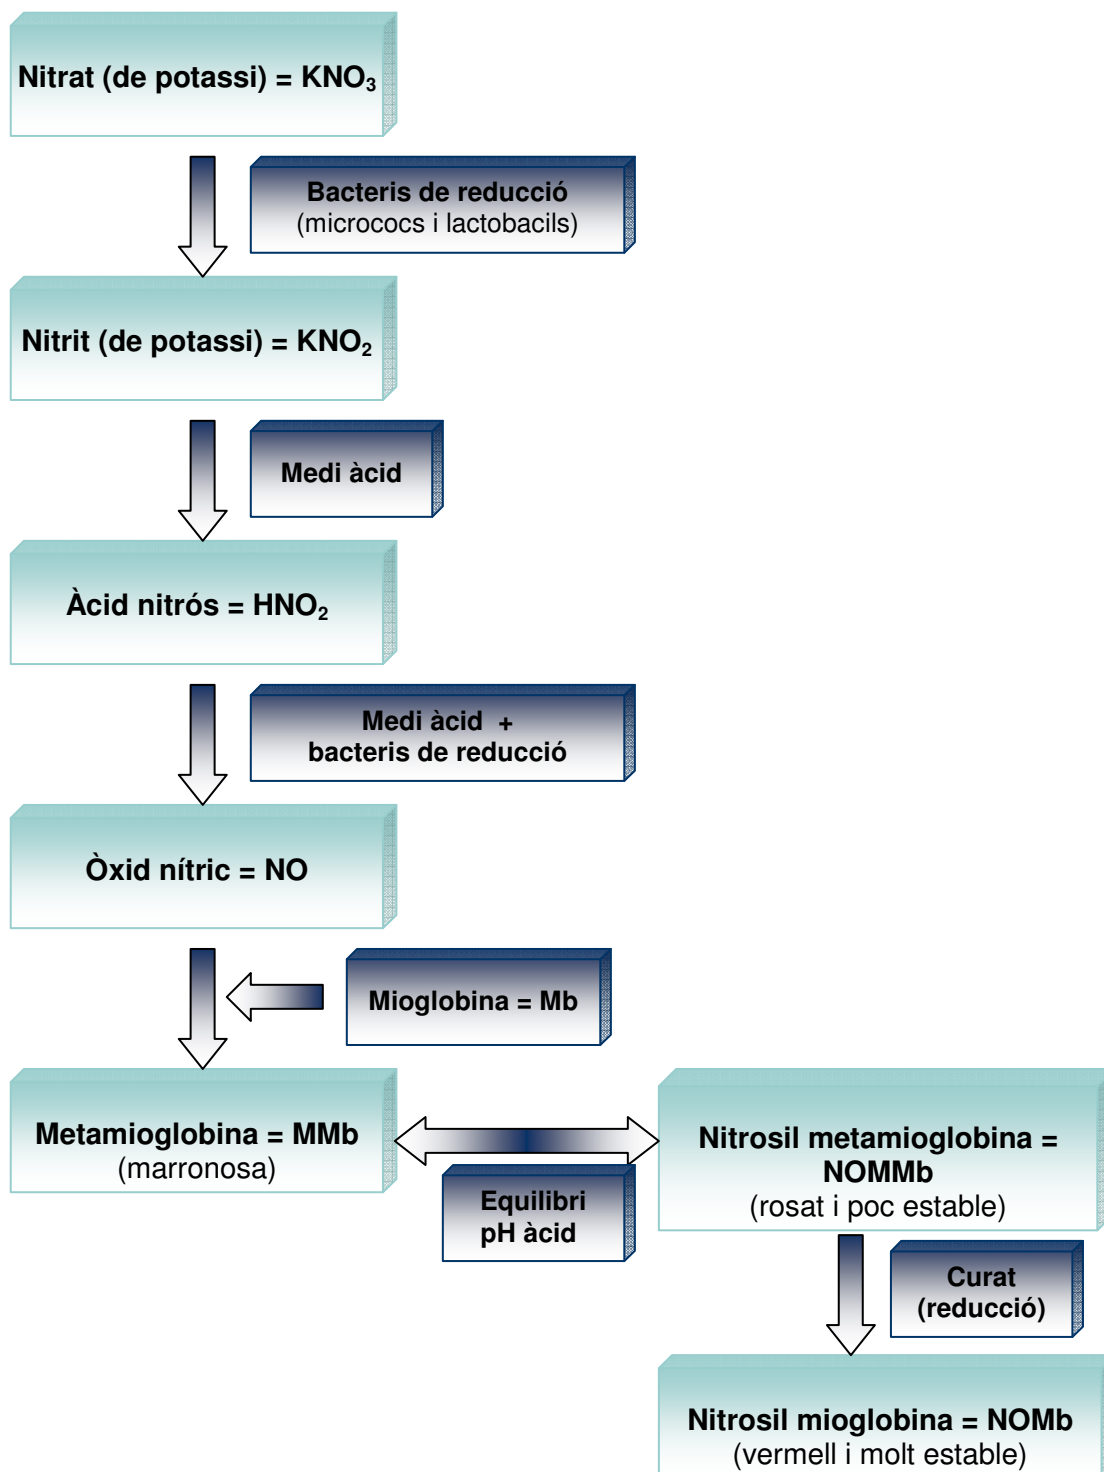 Nitrat (de potassi) = KNO₃
Bacteris de reducció
(micrococs i lactobacils)
Nitrit (de potassi) = KNO₂
Medi àcid
Àcid nitrós = HNO₂
Medi àcid +
bacteris de reducció
Òxid nítric = NO
Mioglobina = Mb
Metamioglobina = MMb
(marronosa)
Equilibri
pH àcid
Nitrosil metamioglobina =
NOMMb
(rosat i poc estable)
Curat
(reducció)
Nitrosil mioglobina = NOMb
(vermell i molt estable)